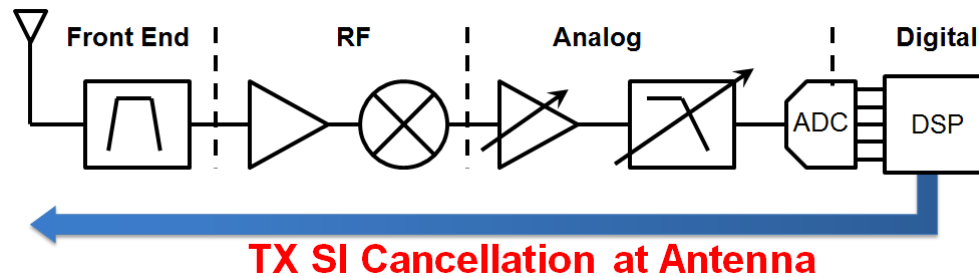 Front End RF Analog Digital
ADC DSP
TX SI Cancellation at Antenna